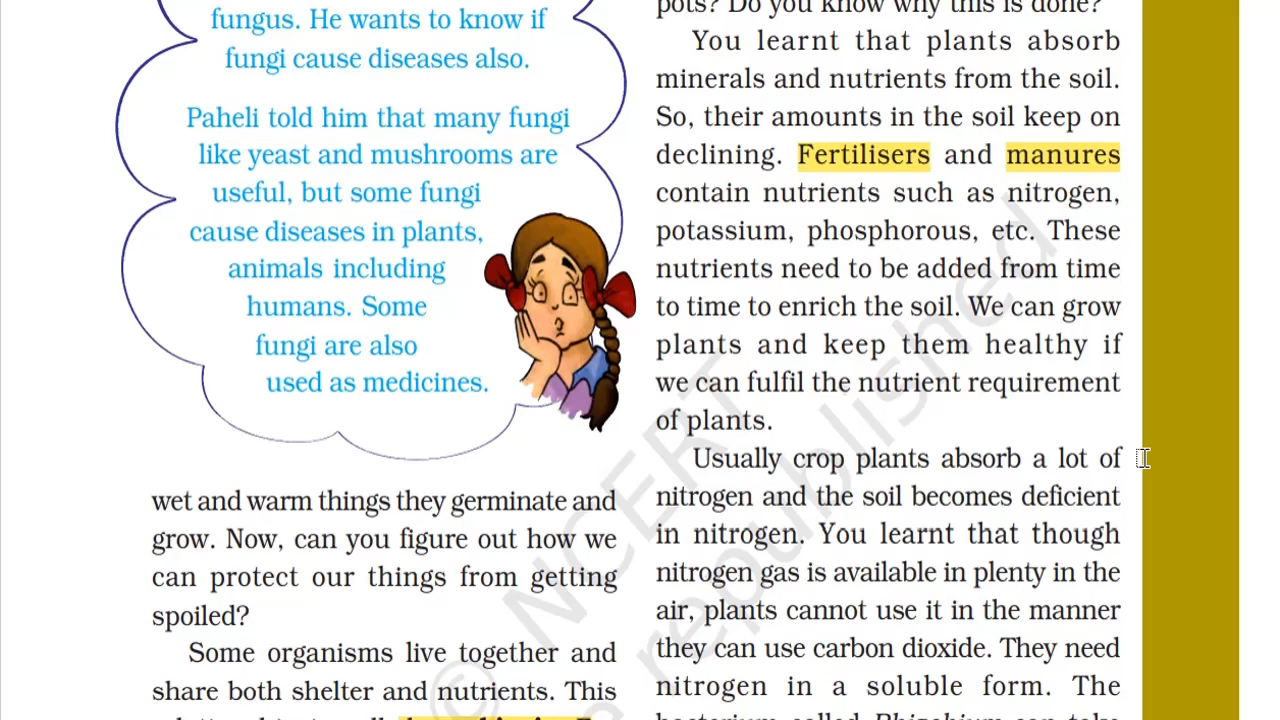 fungus. He wants to know if
fungi cause diseases also.
Paheli told him that many fungi
like yeast and mushrooms are
useful, but some fungi
cause diseases in plants,
animals including
humans. Some
fungi are also
used as medicines.
wet and warm things they germinate and
grow. Now, can you figure out how we
can protect our things from getting
spoiled?
Some organisms live together and
share both shelter and nutrients. This
pots? Do you know why this is done?
You learnt that plants absorb
minerals and nutrients from the soil.
So, their amounts in the soil keep on
declining. Fertilisers and manures
contain nutrients such as nitrogen,
potassium, phosphorous, etc. These
nutrients need to be added from time
to time to enrich the soil. We can grow
plants and keep them healthy if
we can fulfil the nutrient requirement
of plants.
Usually crop plants absorb a lot of
nitrogen and the soil becomes deficient
in nitrogen. You learnt that though
nitrogen gas is available in plenty in the
air, plants cannot use it in the manner
they can use carbon dioxide. They need
nitrogen in a soluble form. The
bacterium called Rhizobium can take
© NCERT
republished